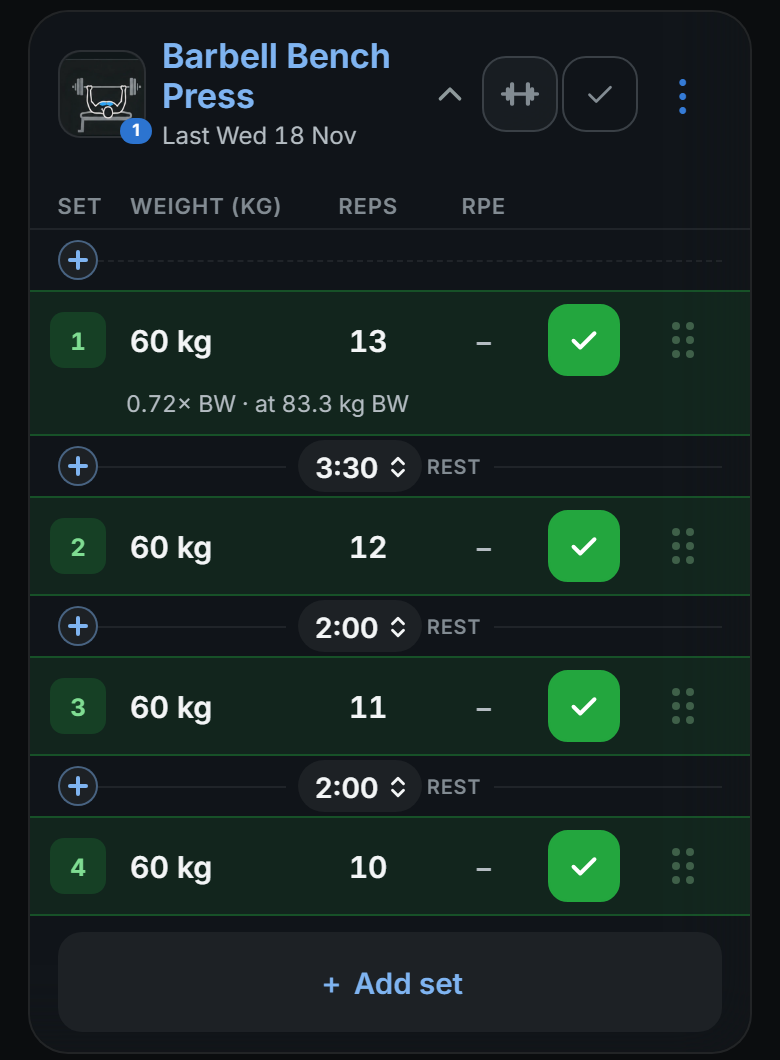 Barbell Bench
Press
1
Last Wed 18 Nov
SET WEIGHT (KG) REPS RPE
1 60 kg 13 –
0.72× BW · at 83.3 kg BW
3:30 REST
2 60 kg 12 –
2:00 REST
3 60 kg 11 –
2:00 REST
4 60 kg 10 –
+ Add set